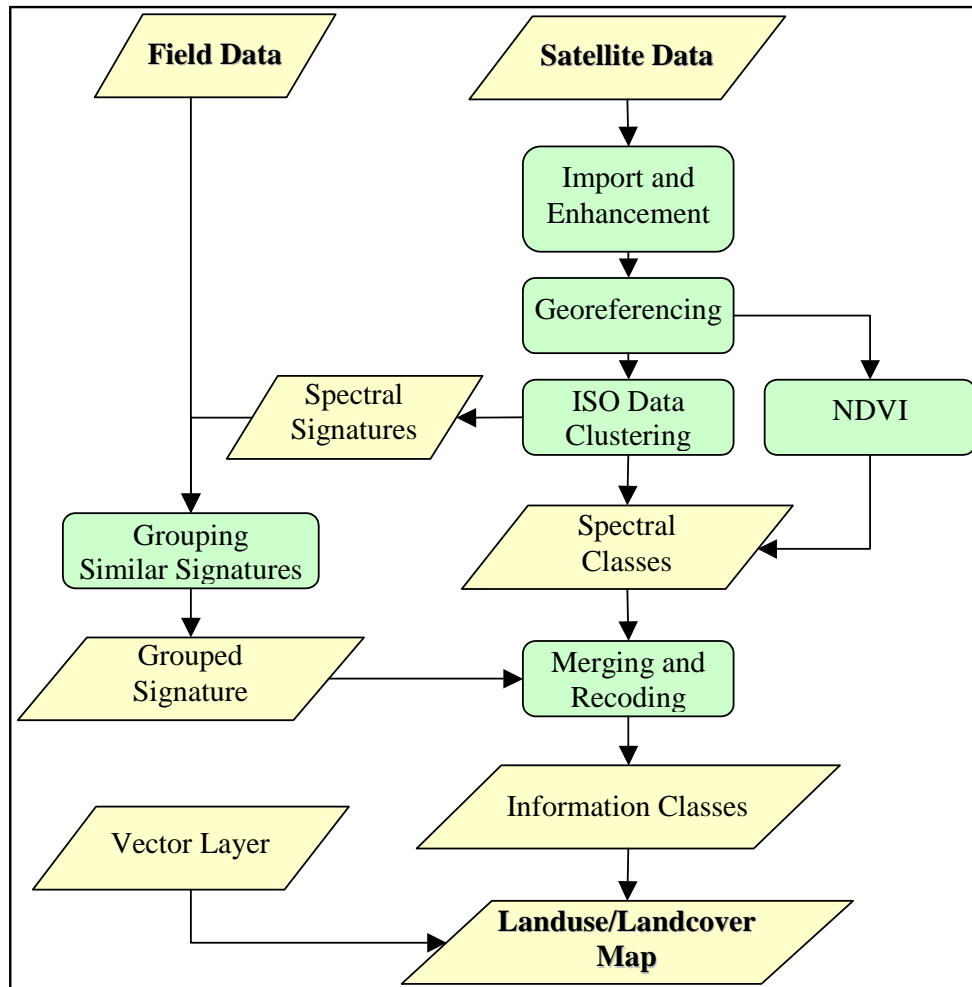 Field Data
Satellite Data
Import and
Enhancement
Georeferencing
Spectral
Signatures
ISO Data
Clustering
NDVI
Grouping
Similar Signatures
Spectral
Classes
Grouped
Signature
Merging and
Recoding
Information Classes
Vector Layer
Landuse/Landcover
Map